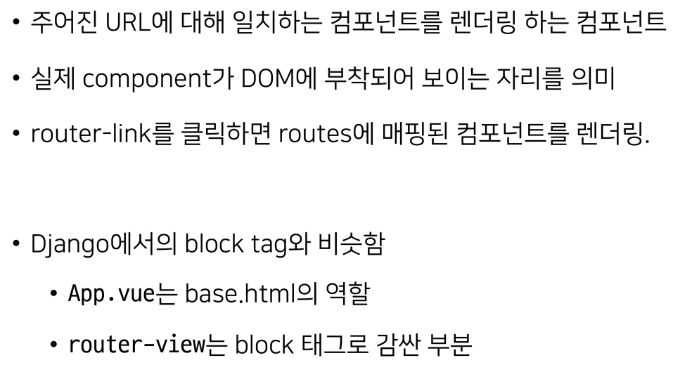 • 주어진 URL에 대해 일치하는 컴포넌트를 렌더링 하는 컴포넌트
• 실제 component가 DOM에 부착되어 보이는 자리를 의미
• router-link를 클릭하면 routes에 매핑된 컴포넌트를 렌더링.
• Django에서의 block tag와 비슷함
• App.vue는 base.html의 역할
• router-view는 block 태그로 감싼 부분